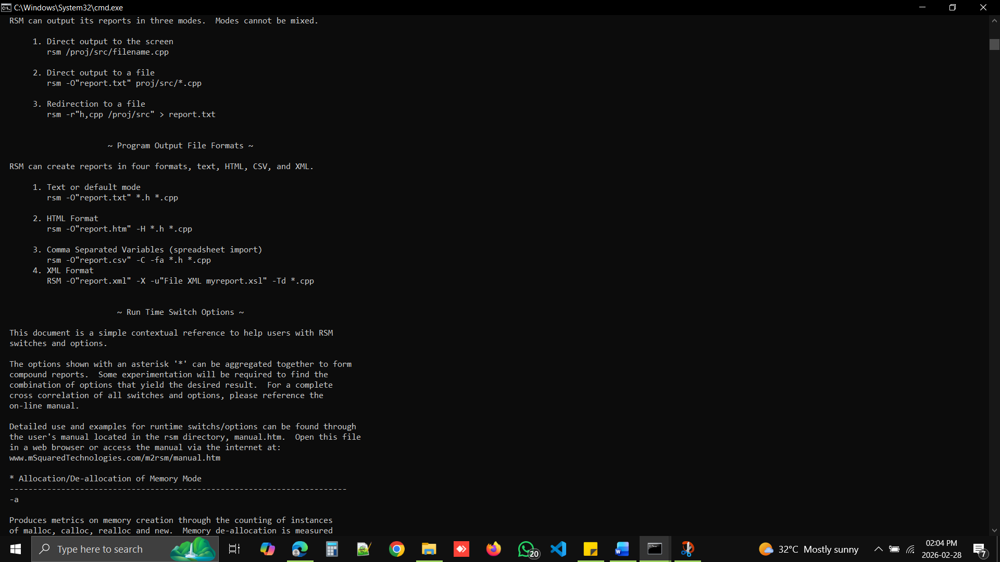 C:\Windows\System32\cmd.exe
RSM can output its reports in three modes.  Modes cannot be mixed.
1. Direct output to the screen
rsm /proj/src/filename.cpp
2. Direct output to a file
rsm -O"report.txt" proj/src/*.cpp
3. Redirection to a file
rsm -r"h,cpp /proj/src" > report.txt
~ Program Output File Formats ~
RSM can create reports in four formats, text, HTML, CSV, and XML.
1. Text or default mode
rsm -O"report.txt" *.h *.cpp
2. HTML Format
rsm -O"report.htm" -H *.h *.cpp
3. Comma Separated Variables (spreadsheet import)
rsm -O"report.csv" -C -fa *.h *.cpp
4. XML Format
RSM -O"report.xml" -X -u"File XML myreport.xsl" -Td *.cpp
~ Run Time Switch Options ~
This document is a simple contextual reference to help users with RSM
switches and options.
The options shown with an asterisk '*' can be aggregated together to form
compound reports.  Some experimentation will be required to find the
combination of options that yield the desired result.  For a complete
cross correlation of all switches and options, please reference the
on-line manual.
Detailed use and examples for runtime switchs/options can be found through
the user's manual located in the rsm directory, manual.htm.  Open this file
in a web browser or access the manual via the internet at:
www.mSquaredTechnologies.com/m2rsm/manual.htm
* Allocation/De-allocation of Memory Mode
------------------------------------------------------------------------
-a
Produces metrics on memory creation through the counting of instances
of malloc, calloc, realloc and new.  Memory de-allocation is measured
Type here to search
20
32°C Mostly sunny
02:04 PM
2026-02-28
7